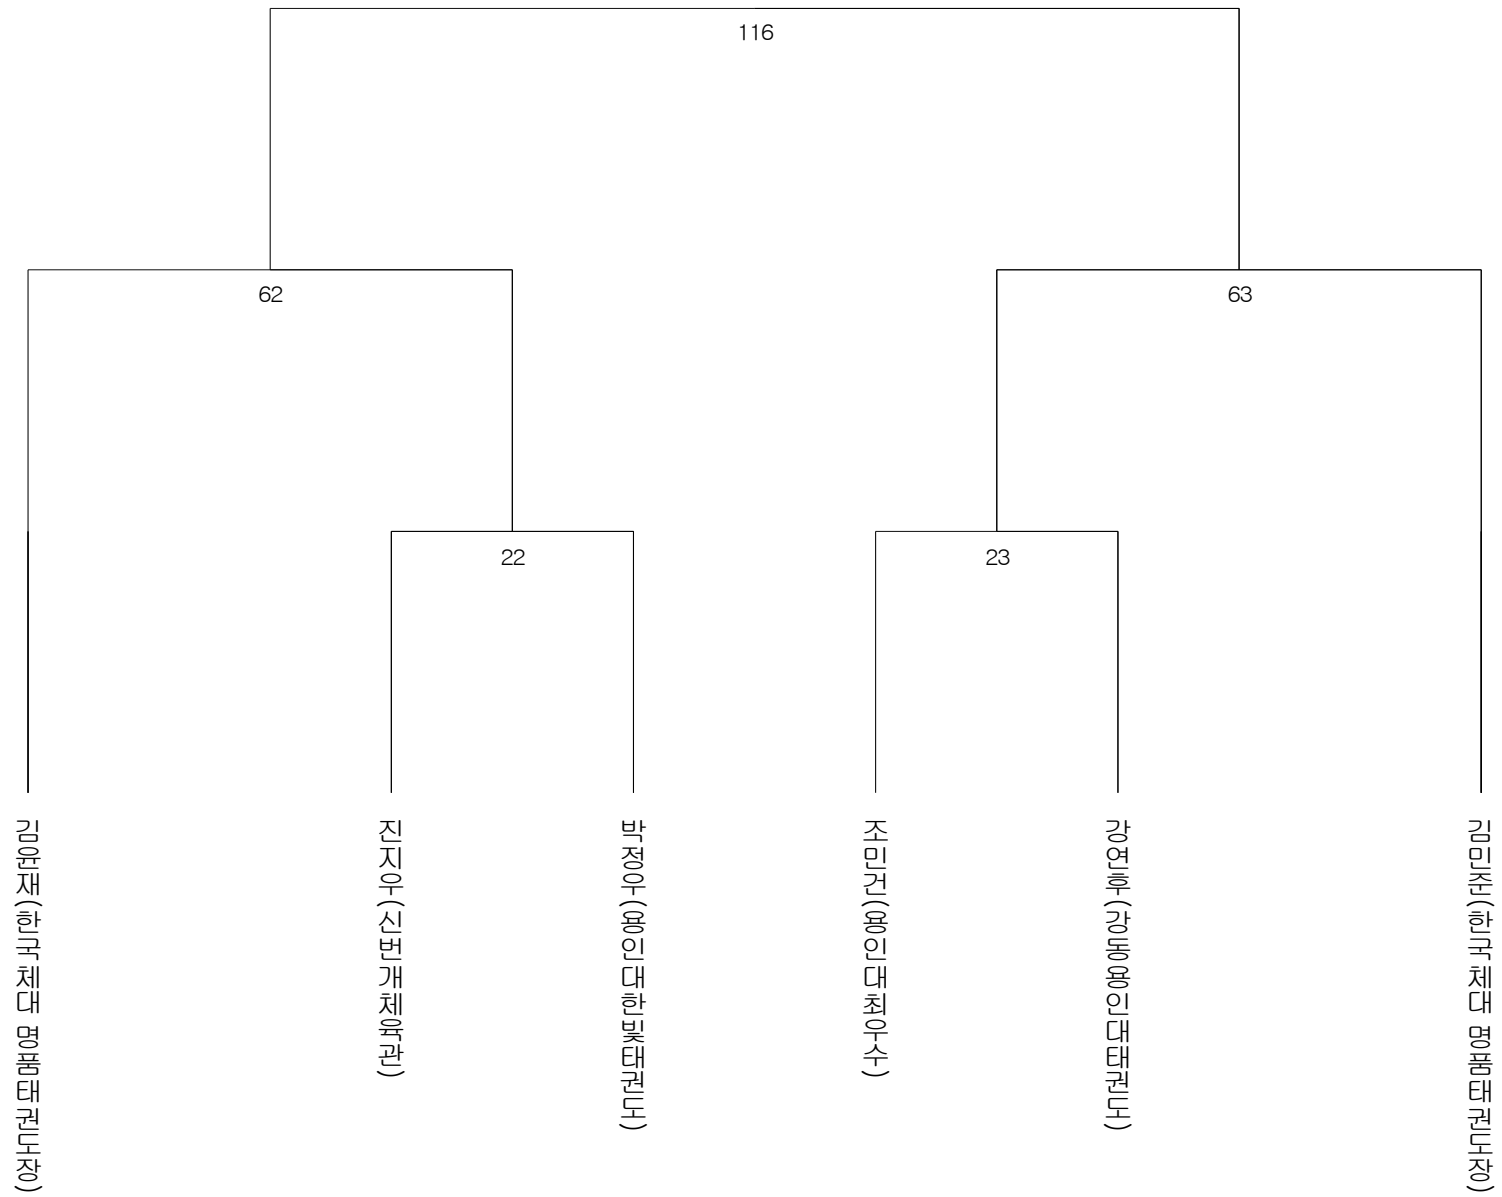 116
62
63
22
23
김윤재(한국체대 명품태권도장)
진지우(신번개체육관)
박정우(용인대한빛태권도)
조민건(용인대최우수)
강연후(강동용인대태권도)
김민준(한국체대 명품태권도장)